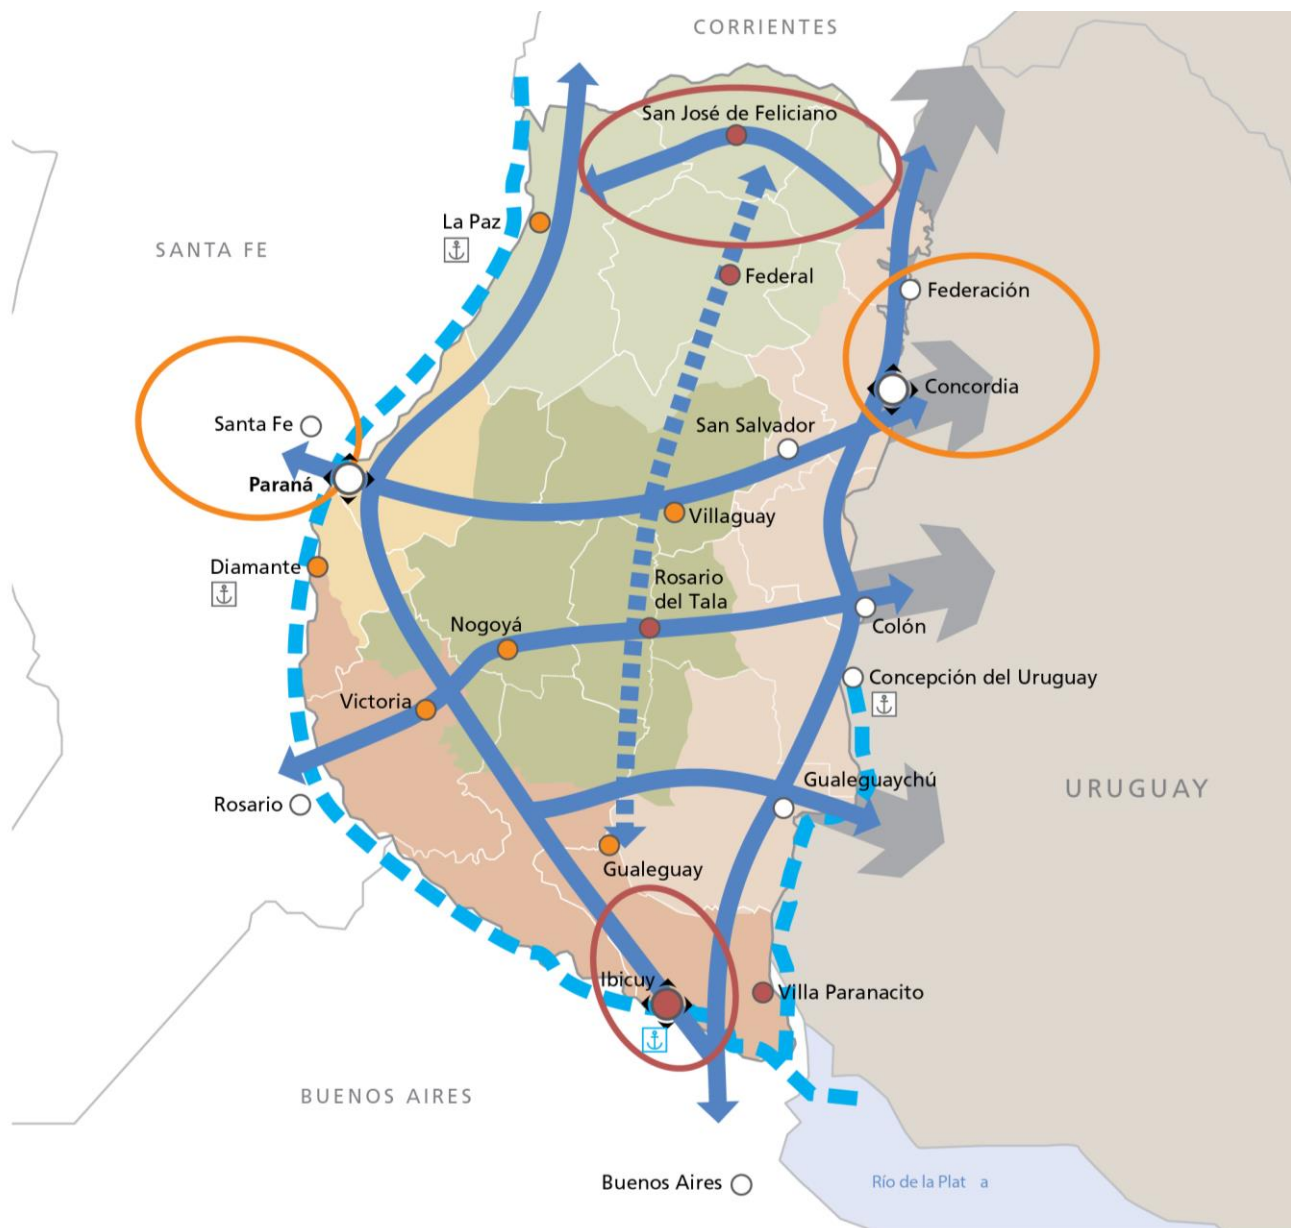 CORRIENTES
San José de Feliciano
La Paz
SANTA FE
Federal
Federación
Concordia
Santa Fe
San Salvador
Paraná
Villaguay
Diamante
Rosario
del Tala
Nogoyá
Colón
Concepción del Uruguay
Victoria
Gualeguaychú
URUGUAY
Rosario
Gualeguay
Ibicuy
Villa Paranacito
BUENOS AIRES
Buenos Aires
Río de la Plat a